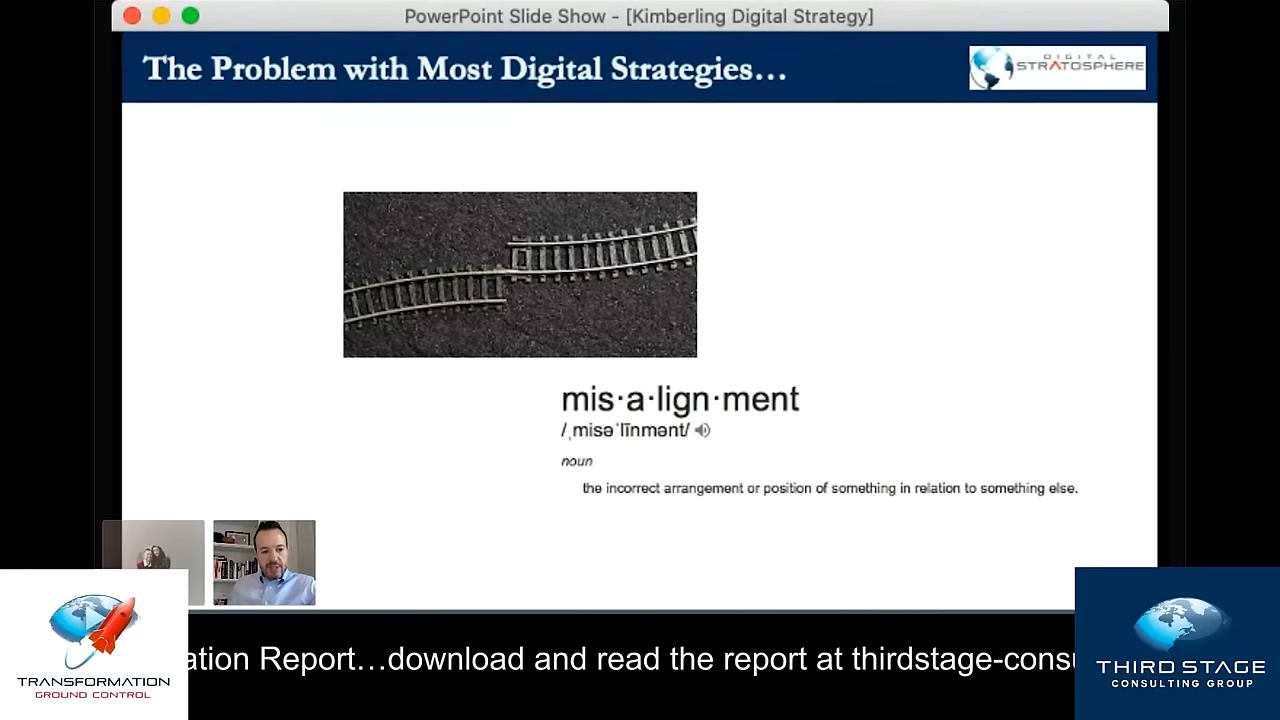 PowerPoint Slide Show - [Kimberling Digital Strategy]
The Problem with Most Digital Strategies...
DIGITAL
STRATOSPHERE
mis·a·lign·ment
/ˌmisəˈlīnmənt/
noun
the incorrect arrangement or position of something in relation to something else.
ation Report...download and read the report at thirdstage-consu
TRANSFORMATION
GROUND CONTROL
THIRD STAGE
CONSULTING GROUP